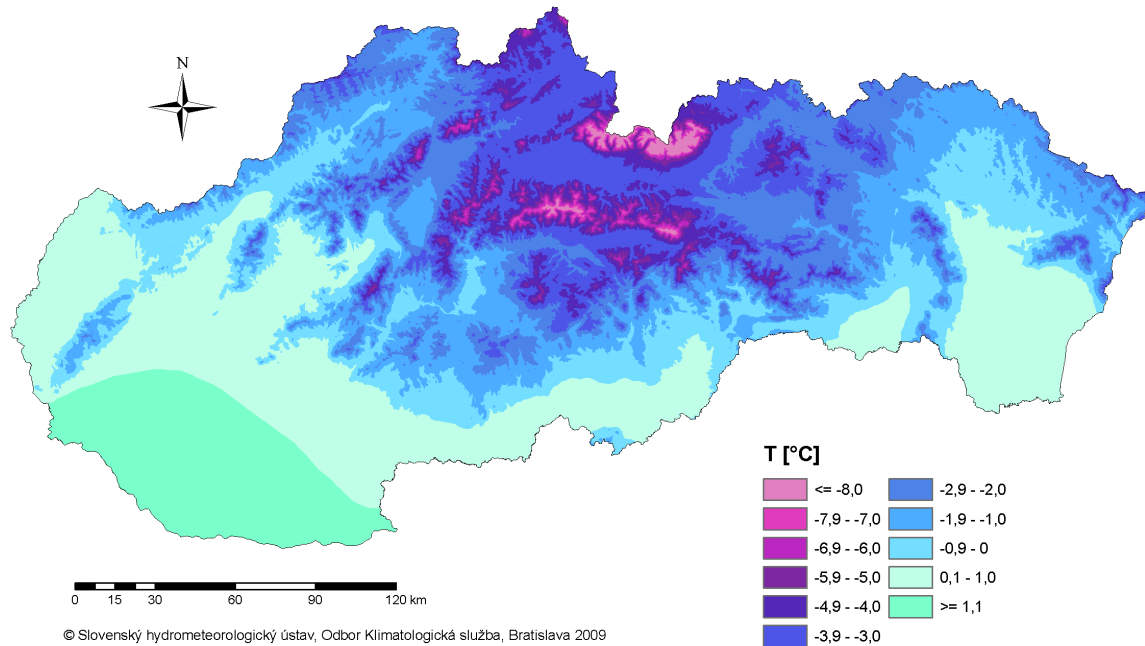 N
T [°C]
<= -8,0
-7,9 - -7,0
-6,9 - -6,0
-5,9 - -5,0
-4,9 - -4,0
-3,9 - -3,0
-2,9 - -2,0
-1,9 - -1,0
-0,9 - 0
0,1 - 1,0
>= 1,1
0 15 30 60 90 120 km
© Slovenský hydrometeorologický ústav, Odbor Klimatologická služba, Bratislava 2009